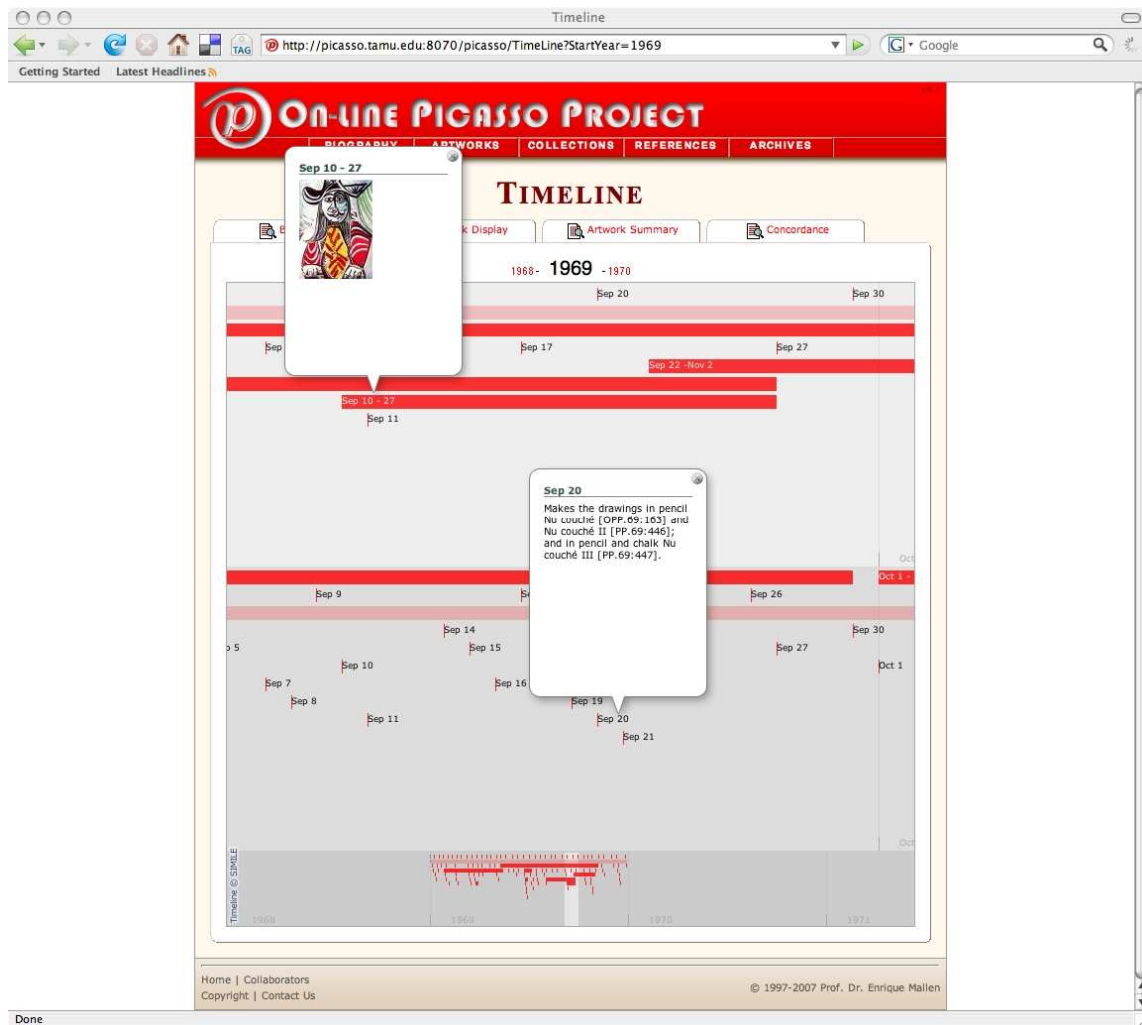 Timeline
TAG
http://picasso.tamu.edu:8070/picasso/TimeLine?StartYear=1969
G Google
Getting Started Latest Headlines
On-line Picasso Project
BIOGRAPHY ARTWORKS COLLECTIONS REFERENCES ARCHIVES
Sep 10 - 27
TIMELINE
k Display Artwork Summary Concordance
1968- 1969 -1970
Sep 20 Sep 30
Sep Sep 17 Sep 27
Sep 22 -Nov 2
Sep 10 - 27
Sep 11
Sep 20
Makes the drawings in pencil
Nu couché [OPP.69:163] and
Nu couché II [PP.69:446];
and in pencil and chalk Nu
couché III [PP.69:447].
Oct
Oct 1 -
Sep 9 Sep 26
Sep 14 Sep 30
p 5 Sep 15 Sep 27
Sep 10 Oct 1
Sep 7 Sep 16
Sep 8 Sep 19
Sep 11 Sep 20
Sep 21
Oct
Timeline © SIMILE
1968 1969 1970 1971
Home | Collaborators
Copyright | Contact Us
© 1997-2007 Prof. Dr. Enrique Mallen
Done